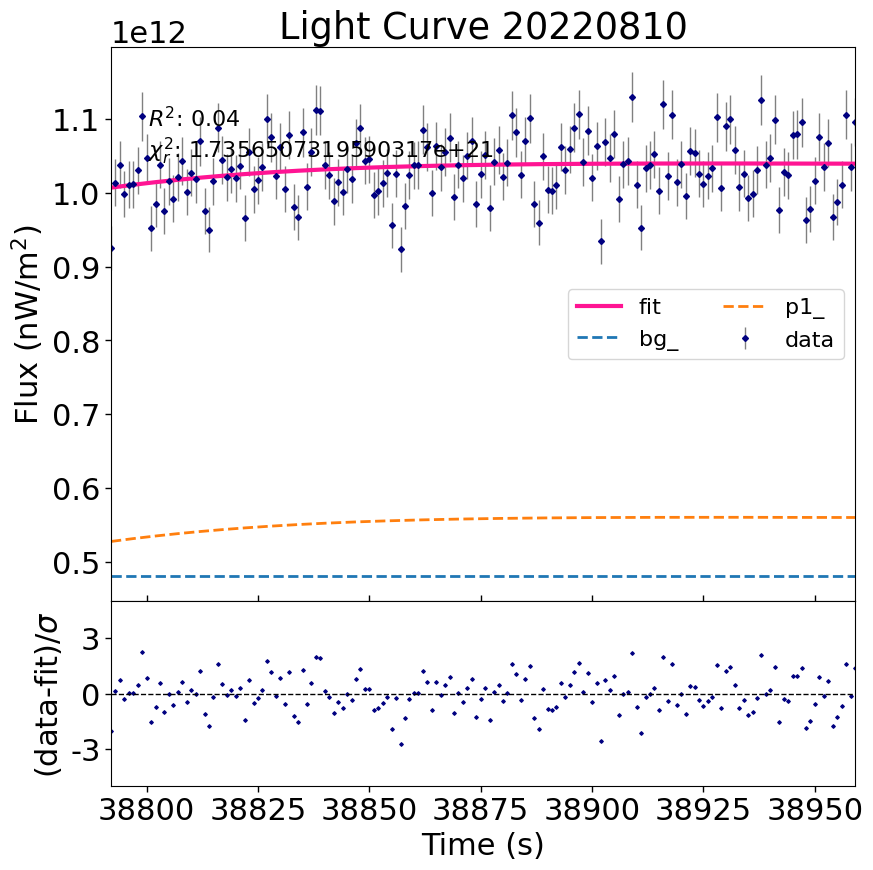 Light Curve 20220810
1e12
R²: 0.04
χ²ᵣ: 1.7356507319590317e+21
Flux (nW/m²)
1.1
1.0
0.9
0.8
0.7
0.6
0.5
fit
bg_
p1_
data
(data-fit)/σ
3
0
-3
38800 38825 38850 38875 38900 38925 38950
Time (s)